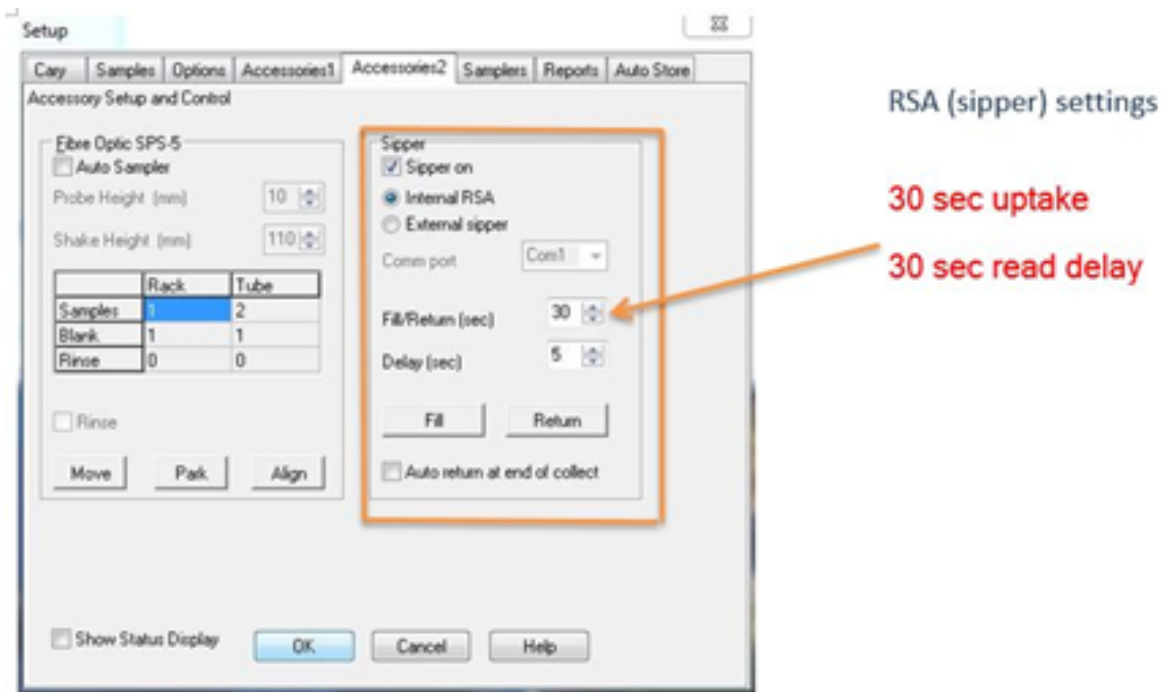 Setup
Cary Samples Options Accessories1 Accessories2 Samplers Reports Auto Store
Accessory Setup and Control
Fibre Optic SPS-5
Auto Sampler
Probe Height (mm) 10
Shake Height (mm) 110
Rack Tube
Samples 1 2
Blank 1 1
Rinse 0 0
Rinse
Move Park Align
Sipper
Sipper on
Internal RSA
External sipper
Comm port Com1
Fill/Return (sec) 30
Delay (sec) 5
Fill Return
Auto return at end of collect
Show Status Display OK Cancel Help
RSA (sipper) settings
30 sec uptake
30 sec read delay